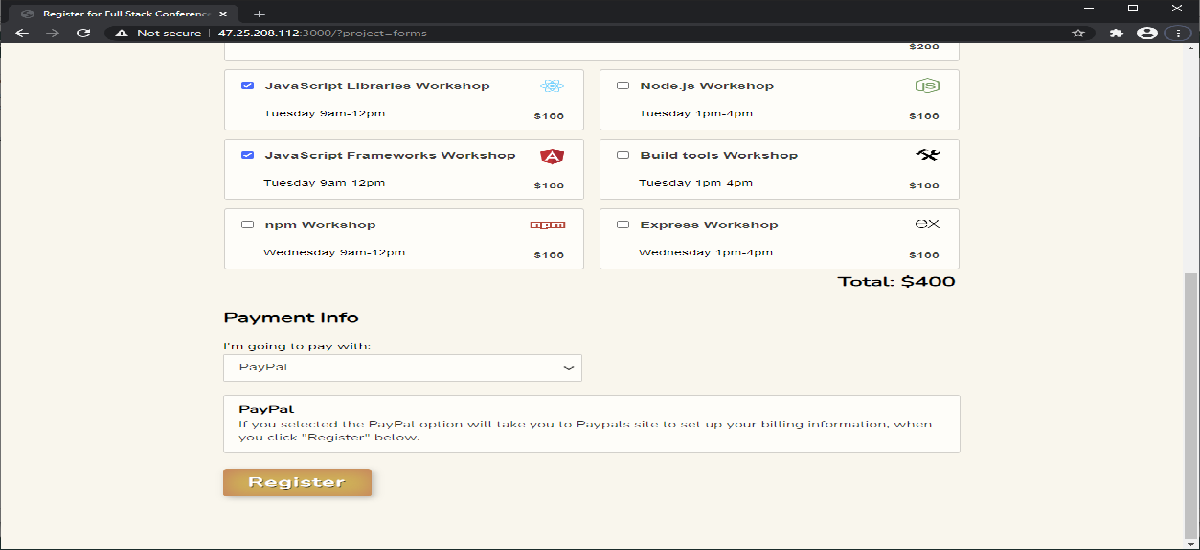 Register for Full Stack Conference
Not secure 47.25.208.112:3000/?project=forms
$200
JavaScript Libraries Workshop
Tuesday 9am-12pm $100
Node.js Workshop
JS
Tuesday 1pm-4pm $100
JavaScript Frameworks Workshop
A
Tuesday 9am-12pm $100
Build tools Workshop
Tuesday 1pm-4pm $100
npm Workshop
npm
Wednesday 9am-12pm $100
Express Workshop
ex
Wednesday 1pm-4pm $100
Total: $400
Payment Info
I'm going to pay with:
PayPal
PayPal
If you selected the PayPal option will take you to Paypals site to set up your billing information, when
you click "Register" below.
Register